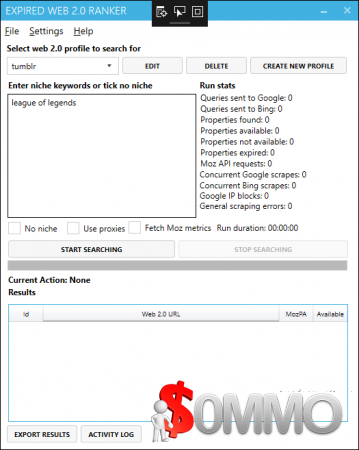 EXPIRED WEB 2.0 RANKER
File Settings Help
Select web 2.0 profile to search for
tumblr
EDIT
DELETE
CREATE NEW PROFILE
Enter niche keywords or tick no niche
Run stats
league of legends
Queries sent to Google: 0
Queries sent to Bing: 0
Properties found: 0
Properties available: 0
Properties not available: 0
Properties expired: 0
Moz API requests: 0
Concurrent Google scrapes: 0
Concurrent Bing scrapes: 0
Google IP blocks: 0
General scraping errors: 0
No niche
Use proxies
Fetch Moz metrics
Run duration: 00:00:00
START SEARCHING
STOP SEARCHING
Current Action: None
Results
Id
Web 2.0 URL
MozPA
Available
$0MMO
EXPORT RESULTS
ACTIVITY LOG